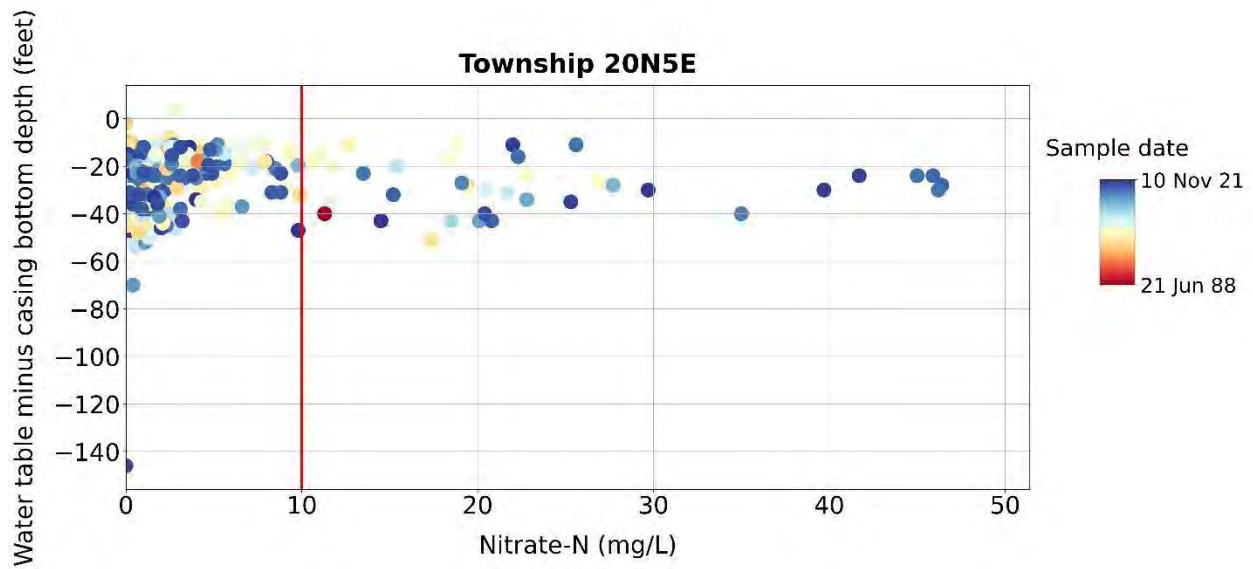 Township 20N5E
Water table minus casing bottom depth (feet)
0
−20
−40
−60
−80
−100
−120
−140
0 10 20 30 40 50
Nitrate-N (mg/L)
Sample date
10 Nov 21
21 Jun 88